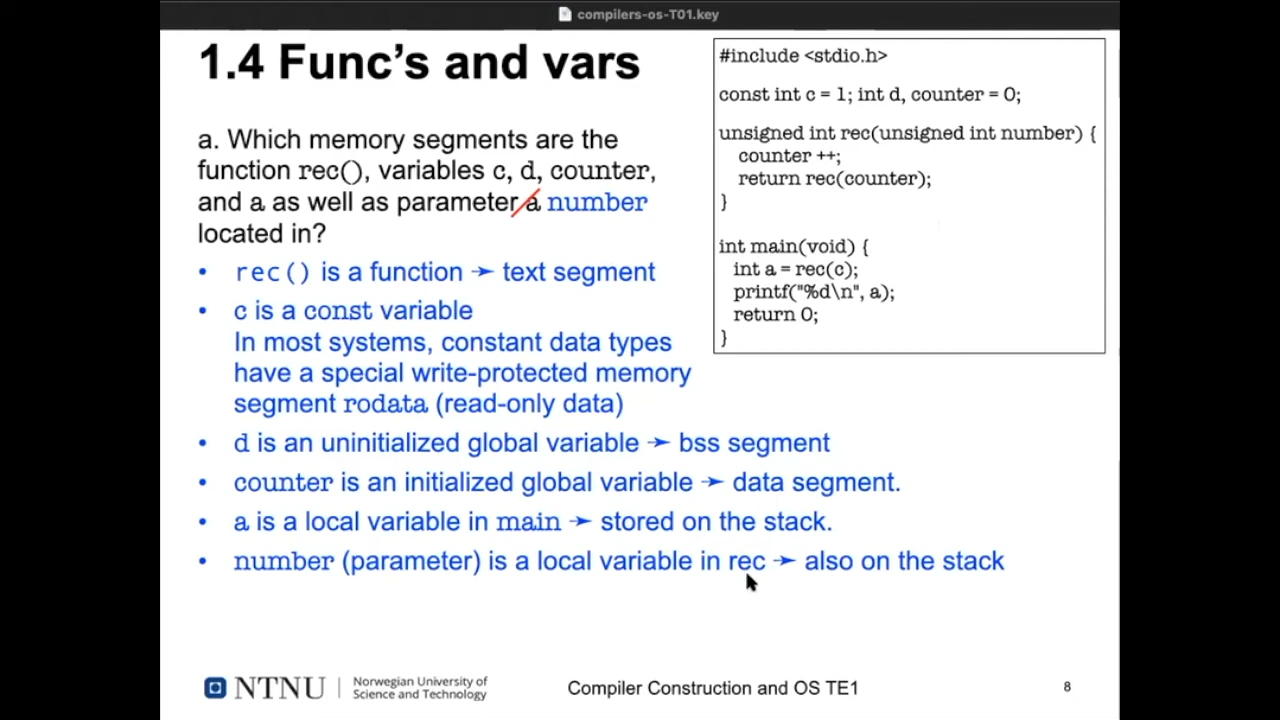 compilers-os-T01.key
1.4 Func's and vars
a. Which memory segments are the
function rec(), variables c, d, counter,
and a as well as parameter a number
located in?
• rec() is a function → text segment
• c is a const variable
In most systems, constant data types
have a special write-protected memory
segment rodata (read-only data)
• d is an uninitialized global variable → bss segment
• counter is an initialized global variable → data segment.
• a is a local variable in main → stored on the stack.
• number (parameter) is a local variable in rec → also on the stack
#include <stdio.h>
const int c = 1; int d, counter = 0;
unsigned int rec(unsigned int number) {
counter ++;
return rec(counter);
}
int main(void) {
int a = rec(c);
printf("%d\n", a);
return 0;
}
NTNU
Norwegian University of
Science and Technology
Compiler Construction and OS TE1
8